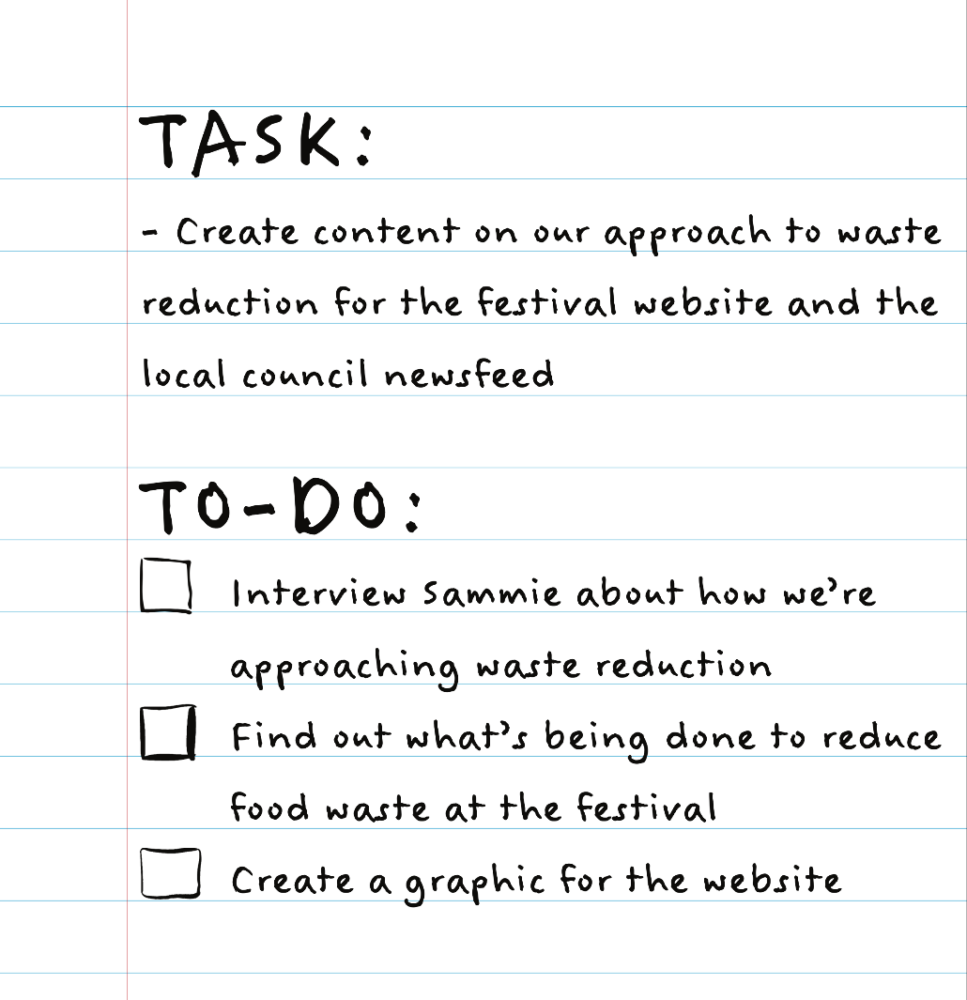 TASK:
- Create content on our approach to waste
reduction for the festival website and the
local council newsfeed
TO-DO:
Interview Sammie about how we're
approaching waste reduction
Find out what's being done to reduce
food waste at the festival
Create a graphic for the website